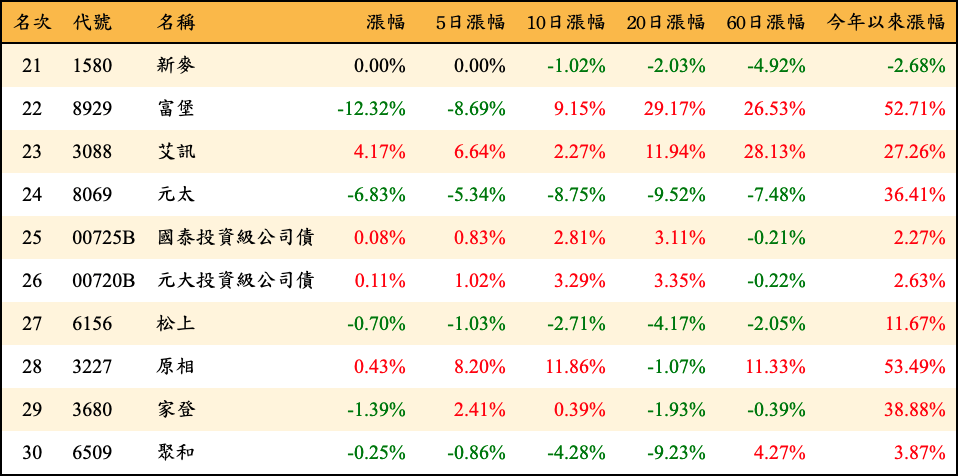 名次 代號 名稱 漲幅 5日漲幅 10日漲幅 20日漲幅 60日漲幅 今年以來漲幅
21 1580 新麥 0.00% 0.00% -1.02% -2.03% -4.92% -2.68%
22 8929 富堡 -12.32% -8.69% 9.15% 29.17% 26.53% 52.71%
23 3088 艾訊 4.17% 6.64% 2.27% 11.94% 28.13% 27.26%
24 8069 元太 -6.83% -5.34% -8.75% -9.52% -7.48% 36.41%
25 00725B 國泰投資級公司債 0.08% 0.83% 2.81% 3.11% -0.21% 2.27%
26 00720B 元大投資級公司債 0.11% 1.02% 3.29% 3.35% -0.22% 2.63%
27 6156 松上 -0.70% -1.03% -2.71% -4.17% -2.05% 11.67%
28 3227 原相 0.43% 8.20% 11.86% -1.07% 11.33% 53.49%
29 3680 家登 -1.39% 2.41% 0.39% -1.93% -0.39% 38.88%
30 6509 聚和 -0.25% -0.86% -4.28% -9.23% 4.27% 3.87%